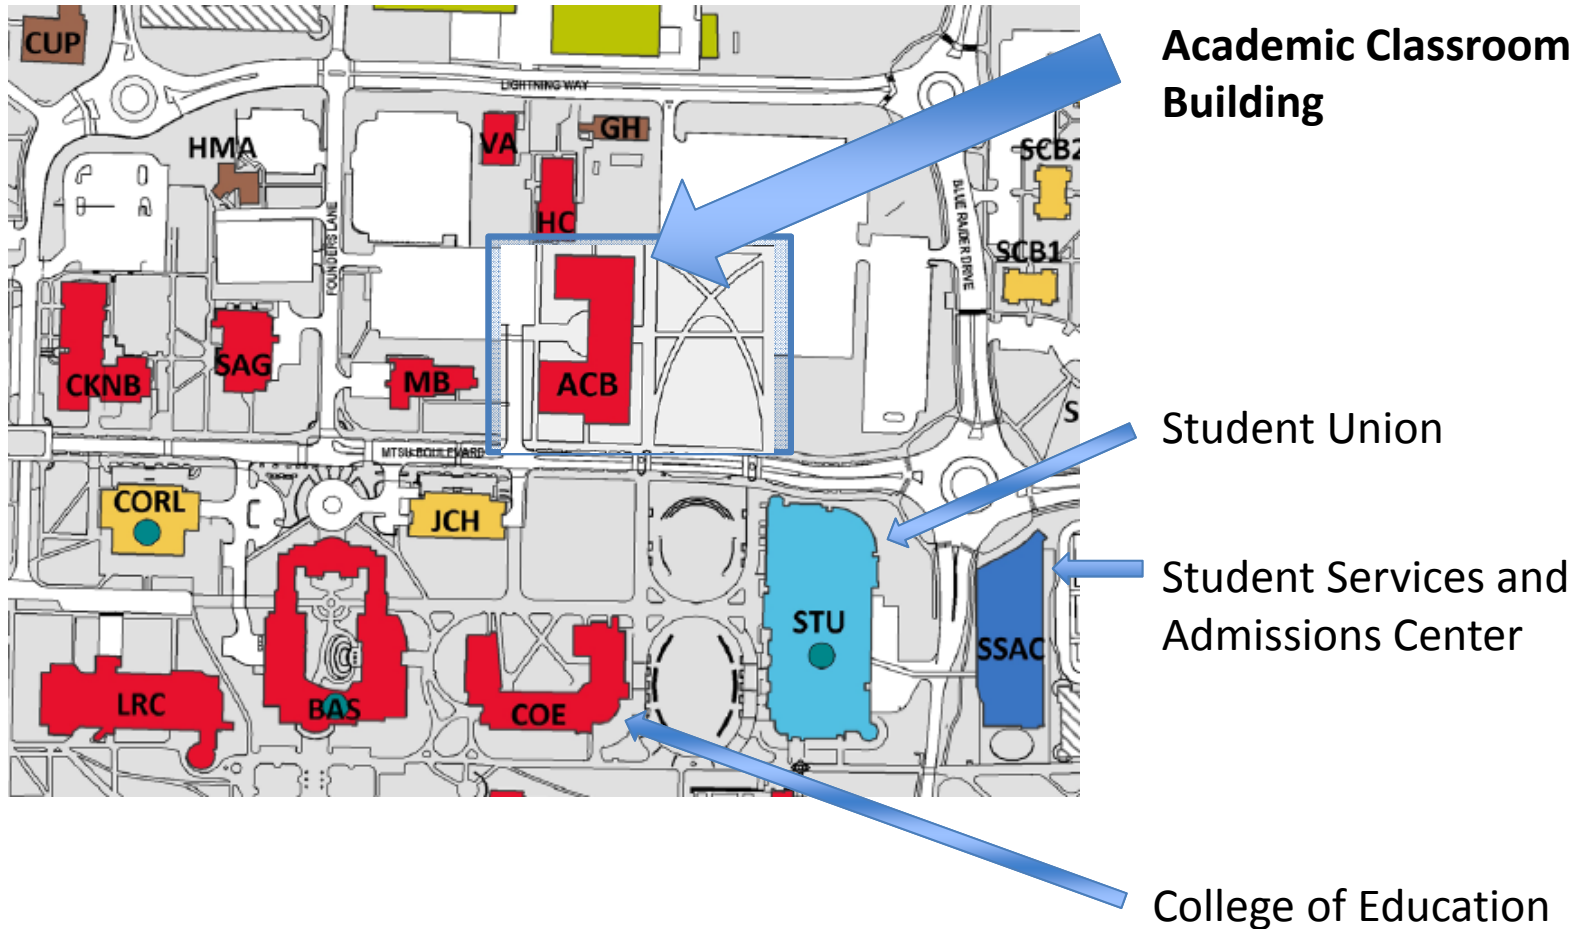 CUP
LIGHTNING WAY
Academic Classroom
Building
HMA
VA
GH
SCB2
HC
FOUNDERS LANE
BLUE RAIDER DRIVE
SCB1
CKNB
SAG
MB
ACB
S
MTSU BOULEVARD
Student Union
CORL
JCH
STU
SSAC
Student Services and
Admissions Center
LRC
BAS
COE
College of Education